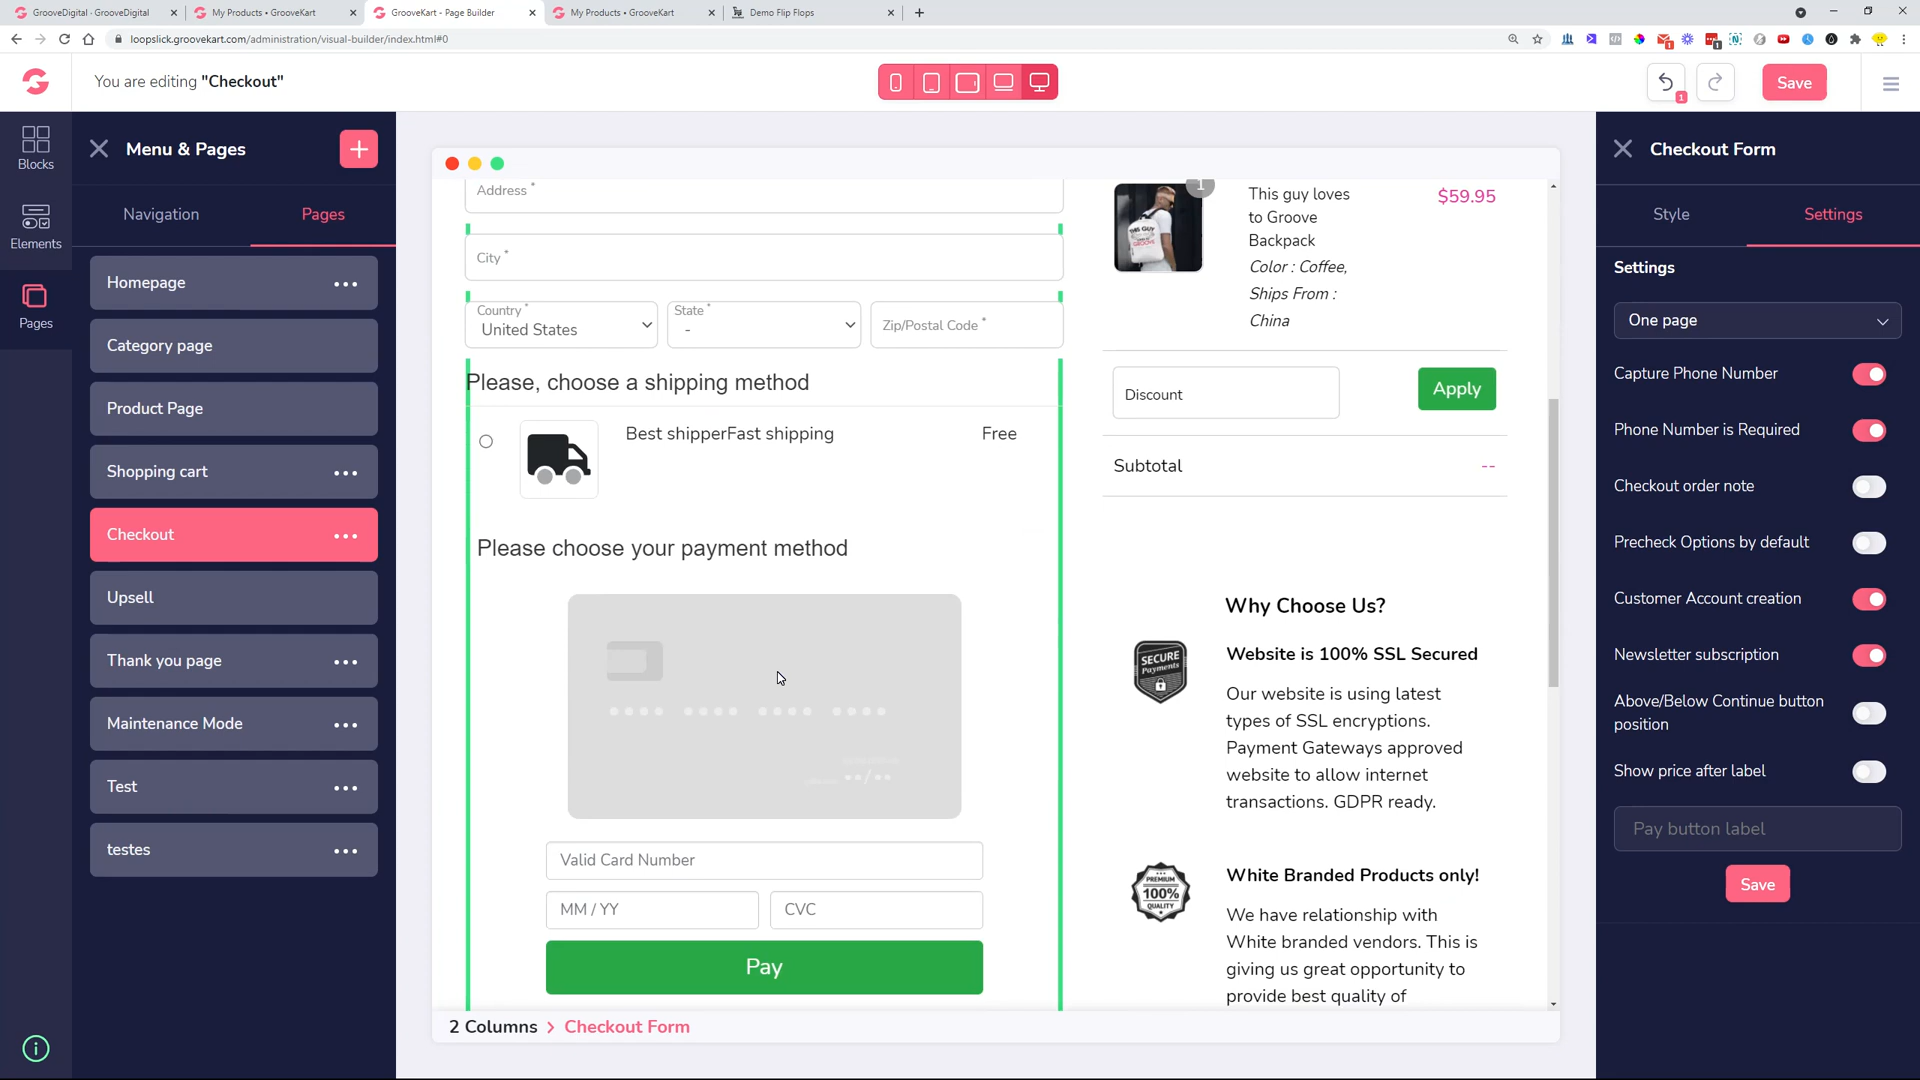 GrooveDigital - GrooveDigital
My Products • GrooveKart
GrooveKart - Page Builder
My Products • GrooveKart
Demo Flip Flops
loopslick.groovekart.com/administration/visual-builder/index.html#0
You are editing "Checkout"
1
Save
Blocks
Elements
Pages
Menu & Pages
Navigation
Pages
Homepage
Category page
Product Page
Shopping cart
Checkout
Upsell
Thank you page
Maintenance Mode
Test
testes
Address *
City *
Country *
United States
State *
-
Zip/Postal Code *
Please, choose a shipping method
Best shipperFast shipping
Free
Please choose your payment method
Valid Card Number
MM / YY
CVC
Pay
1
This guy loves
to Groove
Backpack
Color : Coffee,
Ships From :
China
$59.95
Discount
Apply
Subtotal
--
Why Choose Us?
SECURE
Payments
Website is 100% SSL Secured
Our website is using latest
types of SSL encryptions.
Payment Gateways approved
website to allow internet
transactions. GDPR ready.
PREMIUM
100%
QUALITY
White Branded Products only!
We have relationship with
White branded vendors. This is
giving us great opportunity to
provide best quality of
2 Columns > Checkout Form
Checkout Form
Style
Settings
Settings
One page
Capture Phone Number
Phone Number is Required
Checkout order note
Precheck Options by default
Customer Account creation
Newsletter subscription
Above/Below Continue button
position
Show price after label
Pay button label
Save